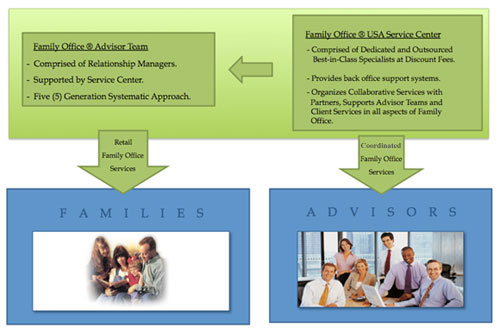 Family Office ® Advisor Team
- Comprised of Relationship Managers.
- Supported by Service Center.
- Five (5) Generation Systematic Approach.
Family Office ® USA Service Center
- Comprised of Dedicated and Outsourced
Best-in-Class Specialists at Discount Fees.
- Provides back office support systems.
- Organizes Collaborative Services with
Partners, Supports Advisor Teams and
Client Services in all aspects of Family
Office.
Retail
Family Office
Services
Coordinated
Family Office
Services
FAMILIES
ADVISORS